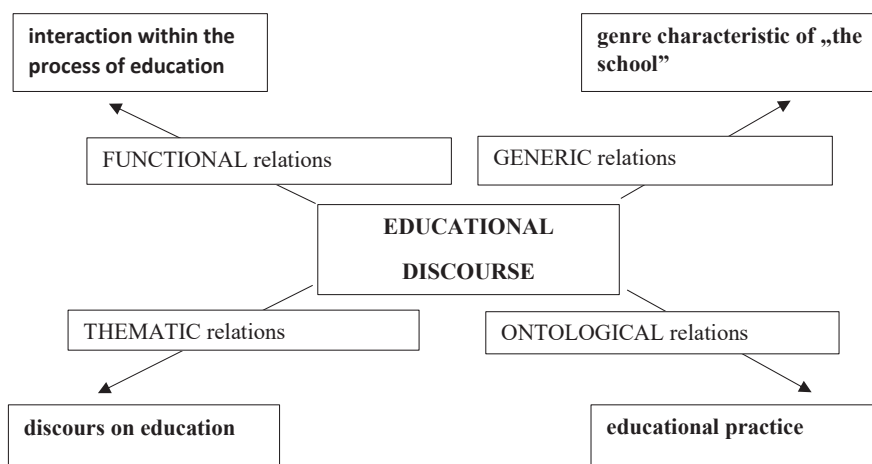 interaction within the
process of education
genre characteristic of „the
school”
FUNCTIONAL relations
GENERIC relations
EDUCATIONAL
DISCOURSE
THEMATIC relations
ONTOLOGICAL relations
discours on education
educational practice